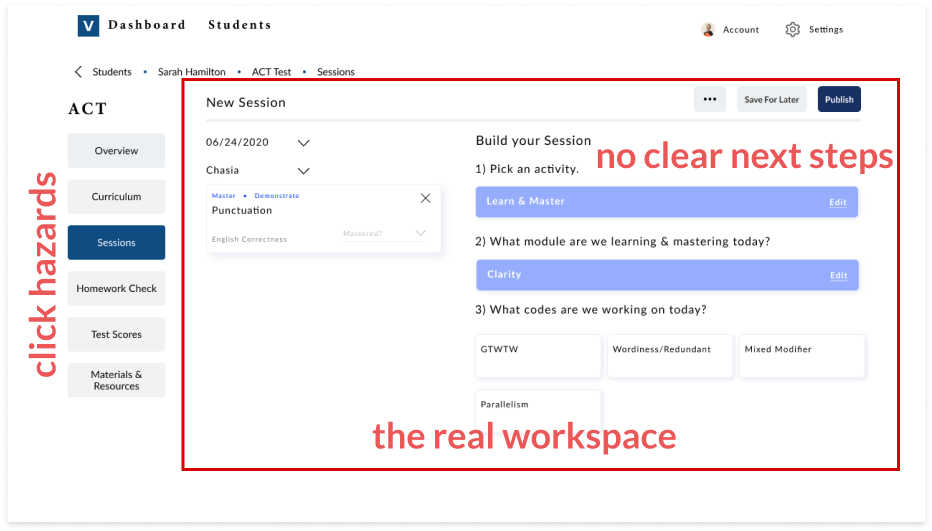 V Dashboard Students
Account Settings
Students • Sarah Hamilton • ACT Test • Sessions
ACT
Overview
Curriculum
Sessions
Homework Check
Test Scores
Materials &
Resources
click hazards
New Session
••• Save For Later Publish
06/24/2020
Chasia
Master • Demonstrate
Punctuation
English Correctness
Mastered?
Build your Session
no clear next steps
1) Pick an activity.
Learn & Master Edit
2) What module are we learning & mastering today?
Clarity Edit
3) What codes are we working on today?
GTWTW Wordiness/Redundant Mixed Modifier
Parallelism
the real workspace